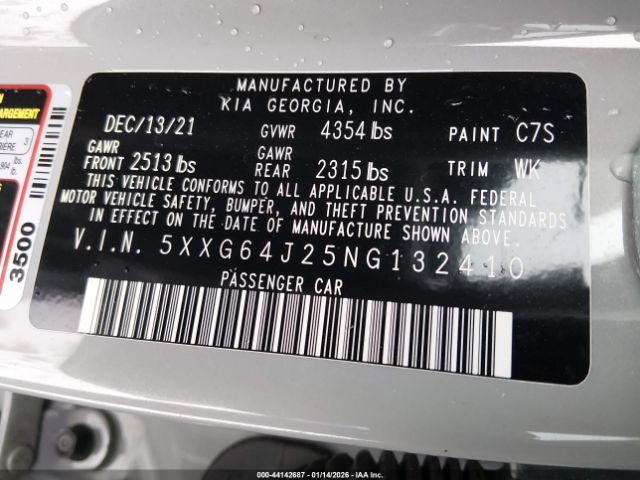 MANUFACTURED BY
KIA GEORGIA, INC.
DEC/13/21 GVWR 4354 lbs PAINT C7S
GAWR FRONT 2513 lbs GAWR REAR 2315 lbs TRIM WK
THIS VEHICLE CONFORMS TO ALL APPLICABLE U.S.A. FEDERAL
MOTOR VEHICLE SAFETY, BUMPER, AND THEFT PREVENTION STANDARDS
IN EFFECT ON THE DATE OF MANUFACTURE SHOWN ABOVE.
V.I.N. 5XXG64J25NG132410
PASSENGER CAR
3500
000-44142687 | 01/14/2026 | IAA Inc.